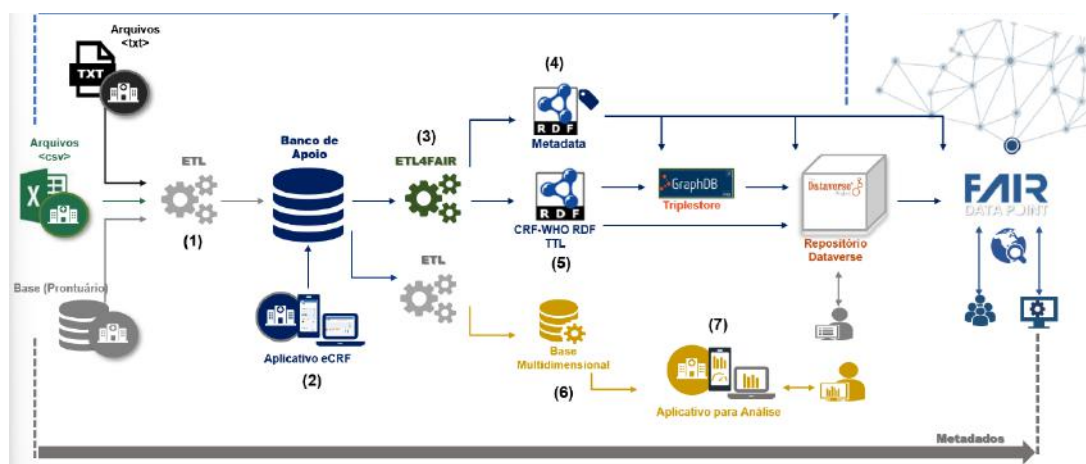 Arquivos
<txt>
TXT
Arquivos
<csv>
X
Base (Prontuário)
ETL
(1)
Banco de
Apoio
Aplicativo eCRF
(2)
(3)
ETL4FAIR
ETL
(4)
RDF
Metadata
RDF
CRF-WHO RDF
TTL
(5)
GraphDB
Triplestore
Dataverse
Project
Repositório
Dataverse
FAIR
DATA POINT
Base
Multidimensional
(6)
(7)
Aplicativo para Análise
Metadados